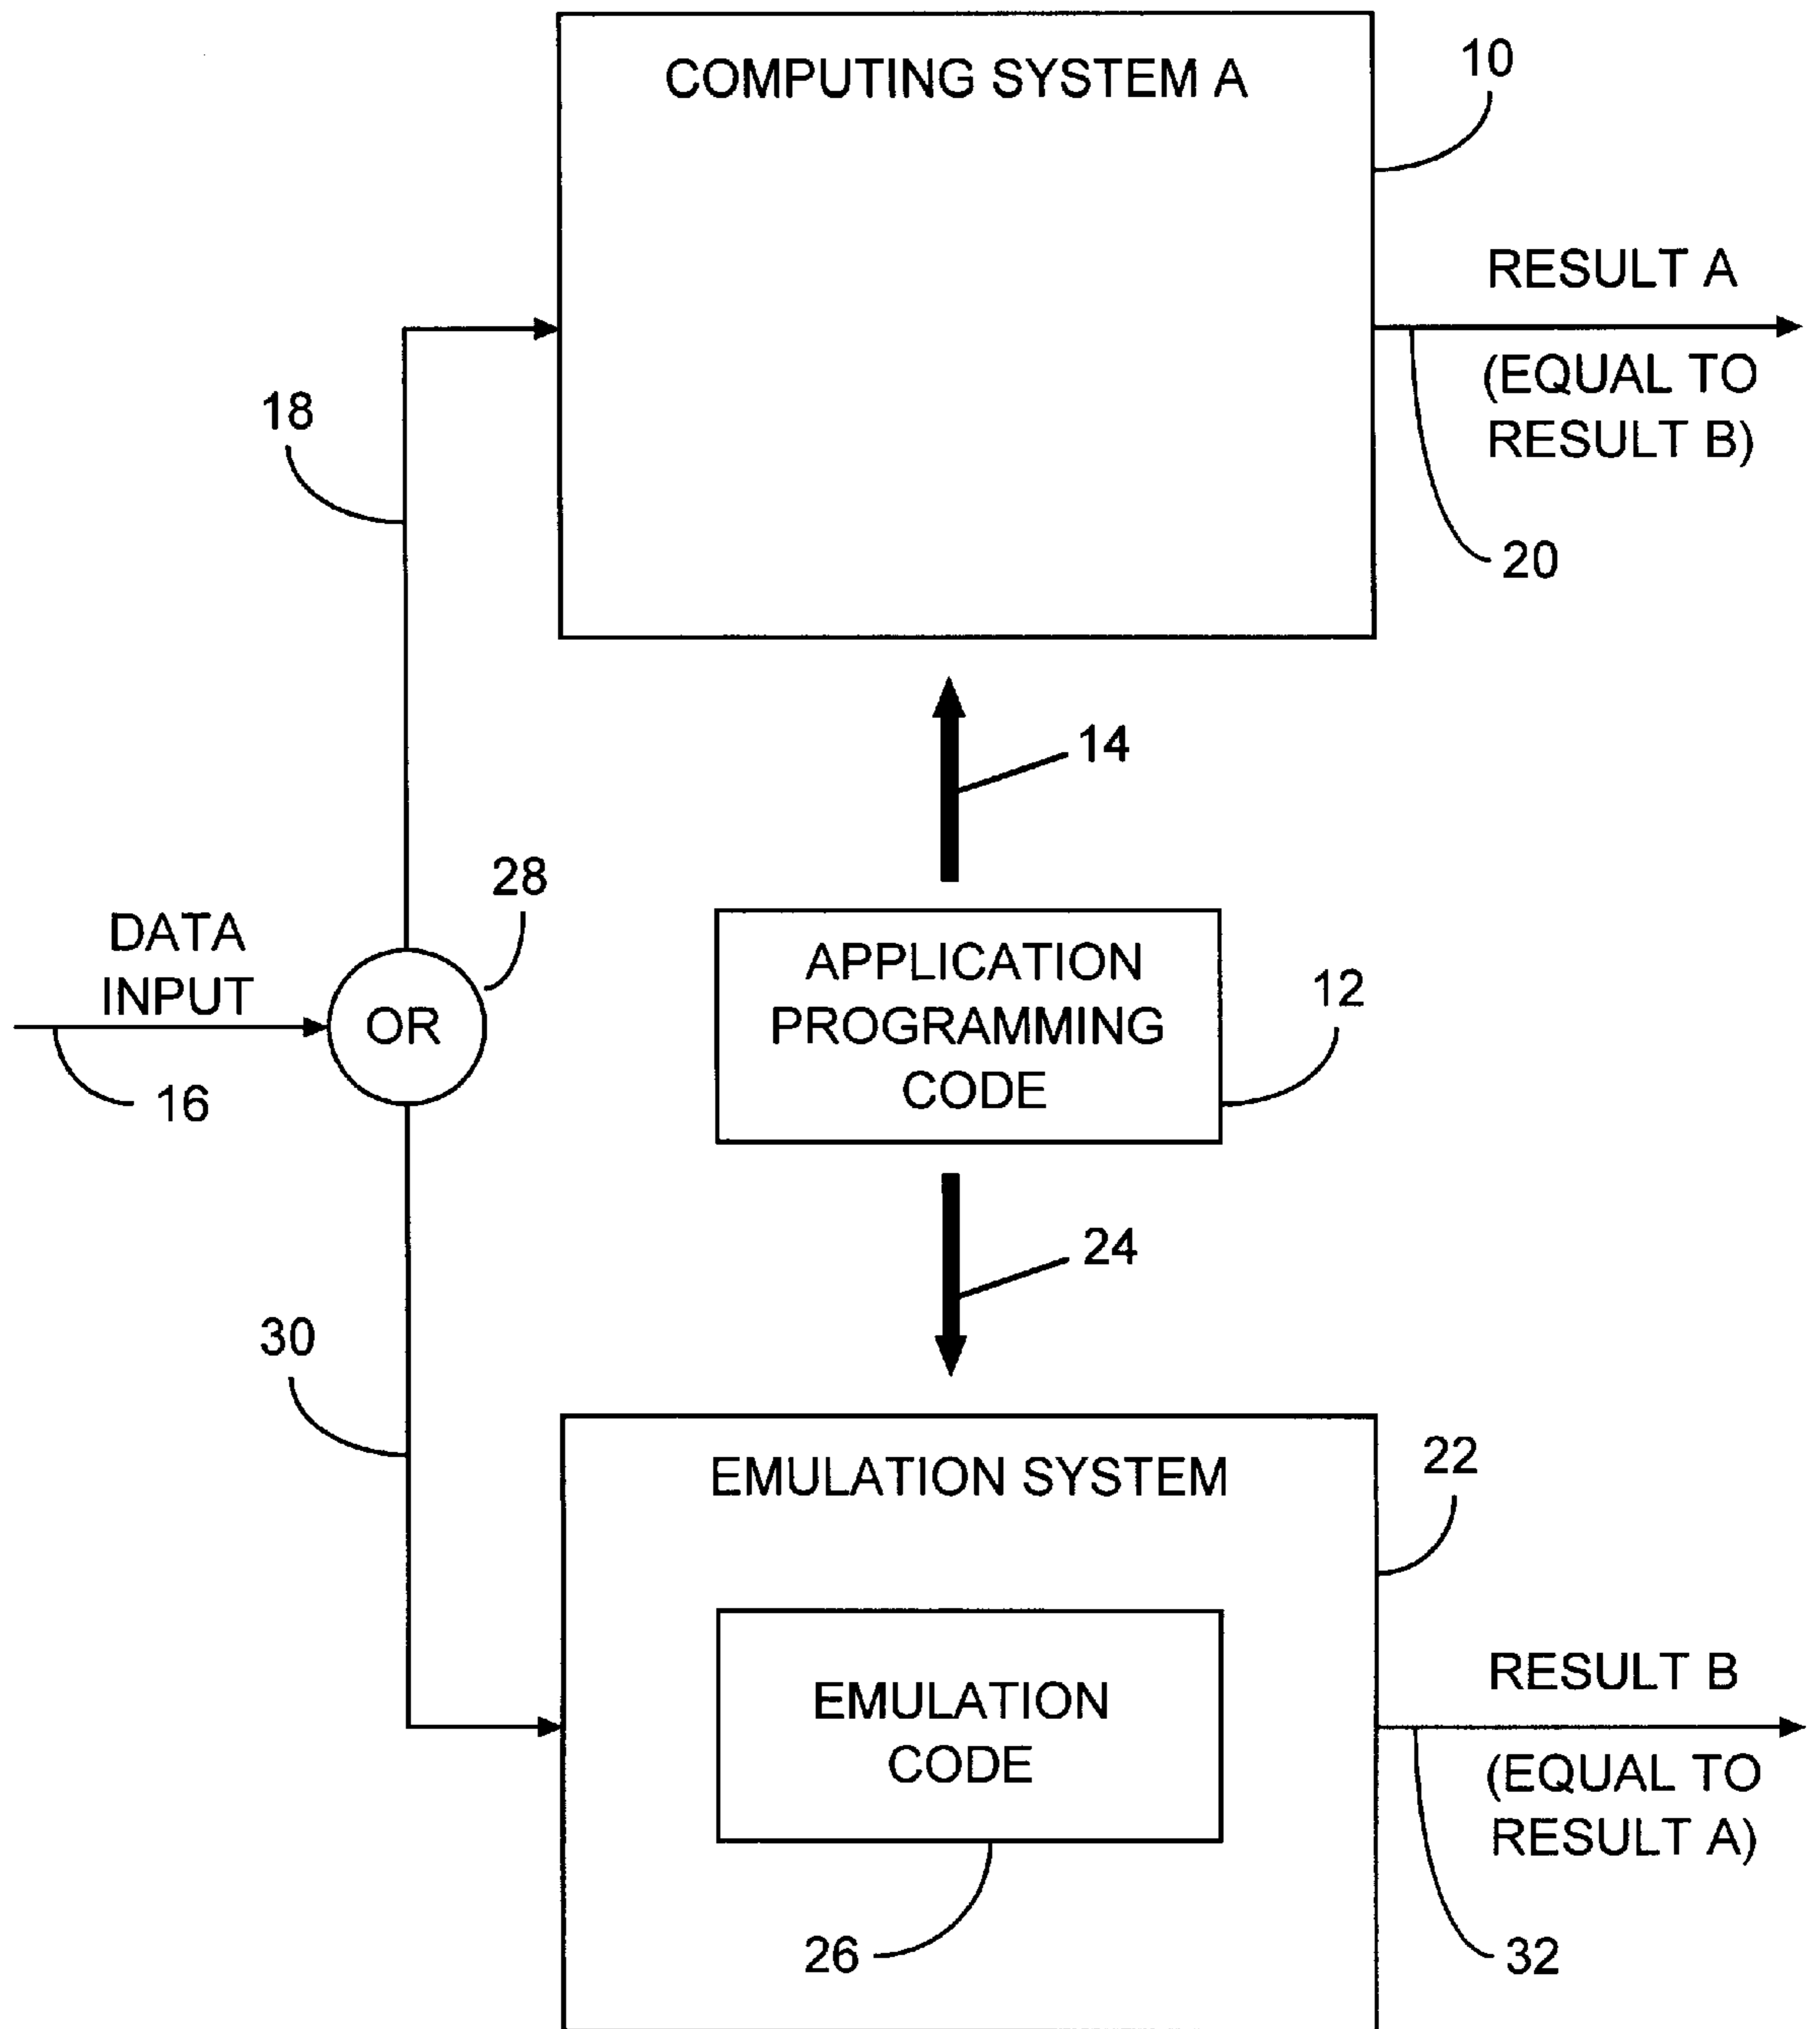 COMPUTING SYSTEM A
10
RESULT A
(EQUAL TO
RESULT B)
18
20
14
28
DATA
INPUT
OR
APPLICATION
PROGRAMMING
CODE
12
16
24
30
EMULATION SYSTEM
22
EMULATION
CODE
RESULT B
(EQUAL TO
RESULT A)
26
32